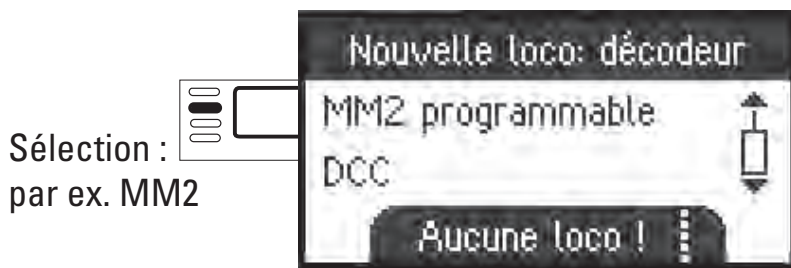 Nouvelle loco: décodeur
MM2 programmable
DCC
Aucune loco !
Sélection :
par ex. MM2